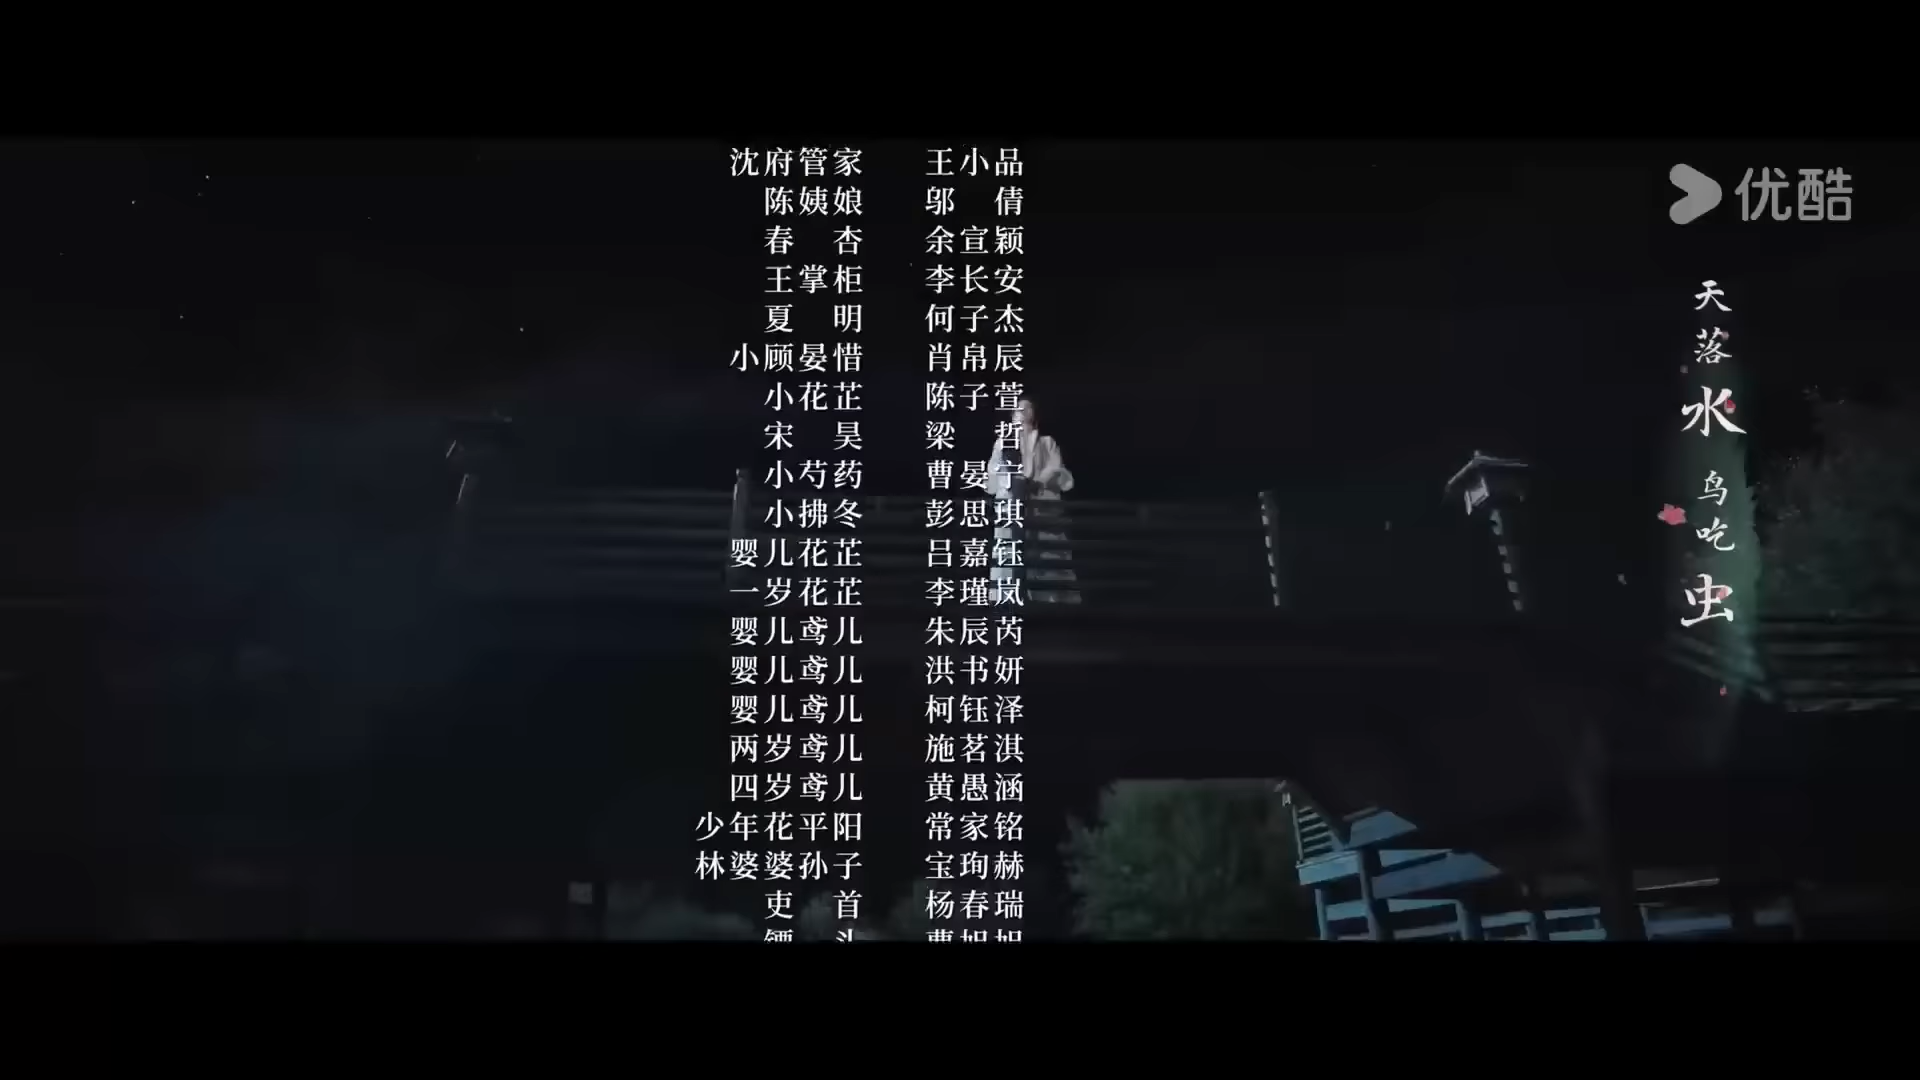 沈府管家 王小品
陈姨娘 邬倩
春杏 余宣颖
王掌柜 李长安
夏明 何子杰
小顾晏惜 肖帛辰
小花芷 陈子萱
宋昊 梁哲
小芍药 曹晏宁
小拂冬 彭思琪
婴儿花芷 吕嘉钰
一岁花芷 李瑾岚
婴儿鸢儿 朱辰芮
婴儿鸢儿 洪书妍
婴儿鸢儿 柯钰泽
两岁鸢儿 施茗淇
四岁鸢儿 黄愚涵
少年花平阳 常家铭
林婆婆孙子 宝珣赫
吏首 杨春瑞
优酷
天落水 鸟吃虫